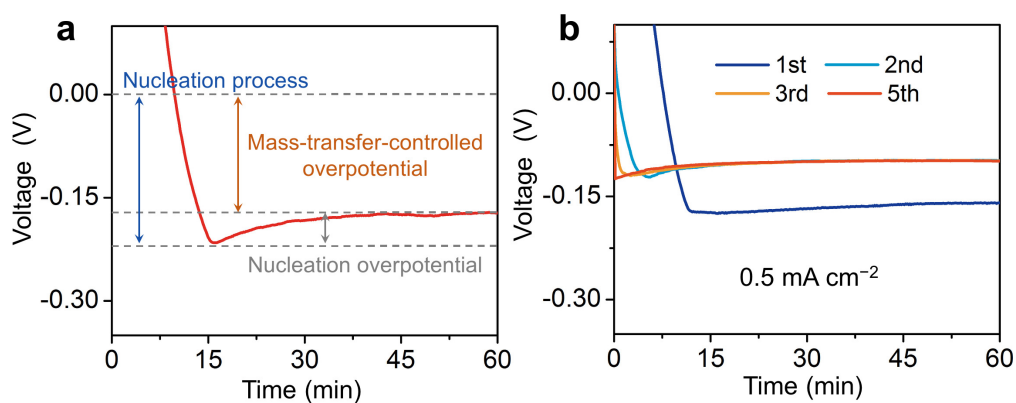 a
Nucleation process
Mass-transfer-controlled
overpotential
Nucleation overpotential
Voltage (V)
0.00
-0.15
-0.30
0 15 30 45 60
Time (min)
b
1st 2nd
3rd 5th
0.5 mA cm⁻²
Voltage (V)
0.00
-0.15
-0.30
0 15 30 45 60
Time (min)